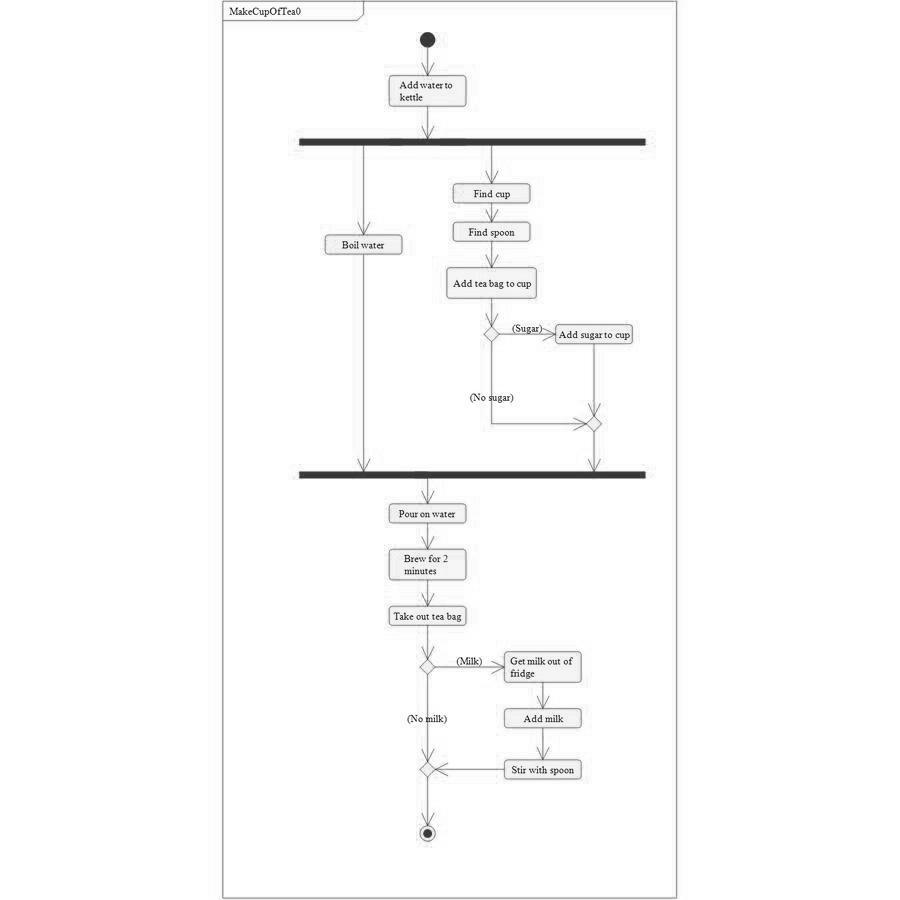 MakeCupOfTea0
Add water to
kettle
Find cup
Find spoon
Boil water
Add tea bag to cup
(Sugar)
Add sugar to cup
(No sugar)
Pour on water
Brew for 2
minutes
Take out tea bag
(Milk)
Get milk out of
fridge
(No milk)
Add milk
Stir with spoon